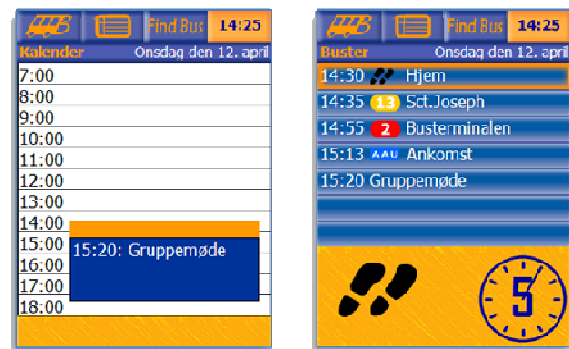 Find Bus 14:25
Kalender Onsdag den 12. april
7:00
8:00
9:00
10:00
11:00
12:00
13:00
14:00
15:00
15:20: Gruppemøde
16:00
17:00
18:00
Find Bus 14:25
Buster Onsdag den 12. april
14:30 Hjem
14:35 13 Sct.Joseph
14:55 2 Busterminalen
15:13 AAU Ankomst
15:20 Gruppemøde
5